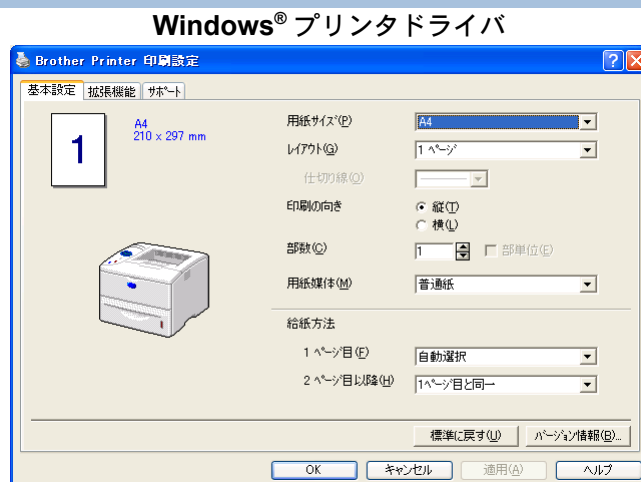 Windows® プリンタドライバ
Brother Printer 印刷設定
基本設定 拡張機能 サポート
1
A4
210 x 297 mm
用紙サイズ(P) A4
レイアウト(G) 1 ページ
仕切り線(O)
印刷の向き 縦(T)
横(L)
部数(C) 1 部単位(E)
用紙媒体(M) 普通紙
給紙方法
1 ページ目(F) 自動選択
2 ページ目以降(H) 1ページ目と同一
標準に戻す(U) バージョン情報(B)...
OK キャンセル 適用(A) ヘルプ